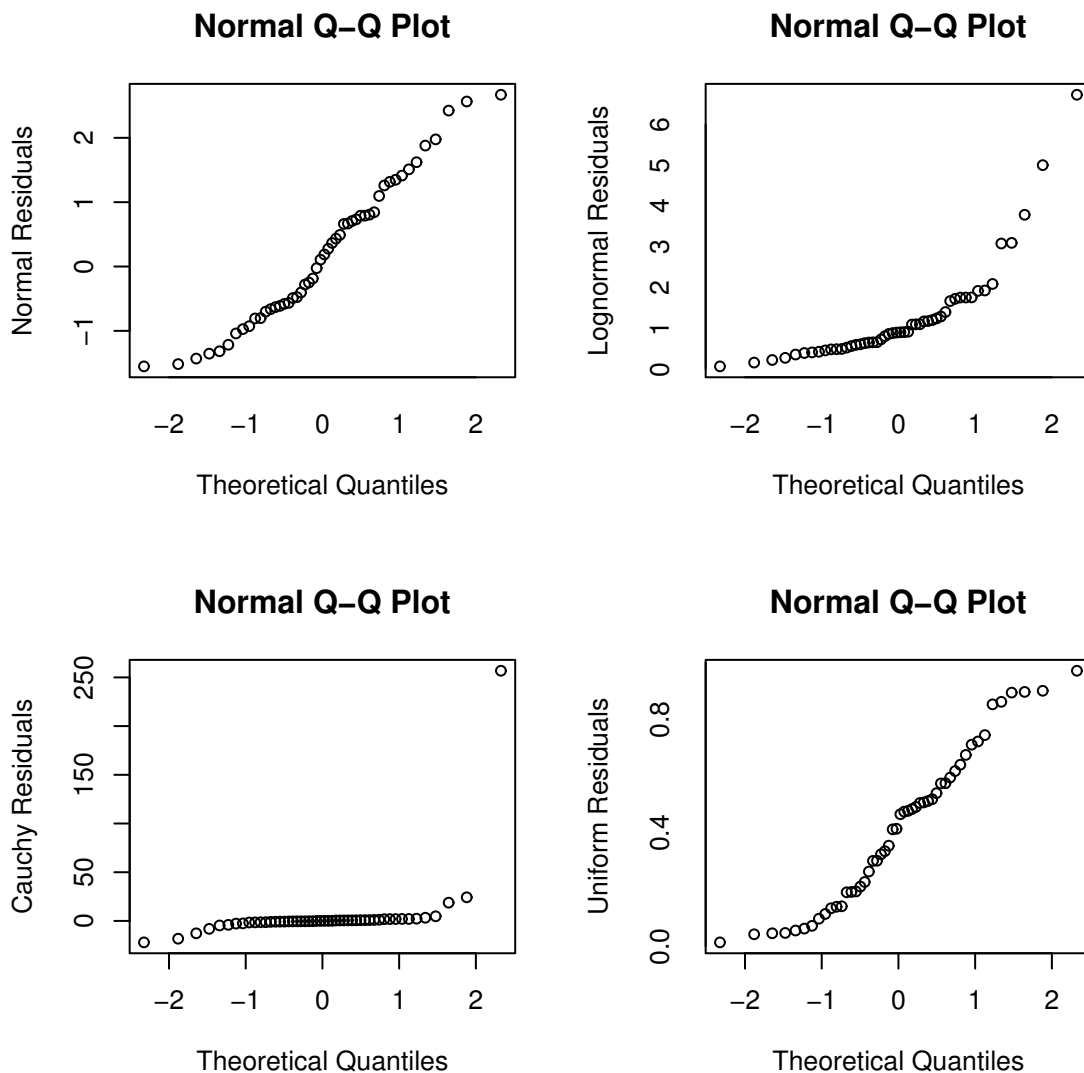 Normal Q−Q Plot
Normal Residuals
2
1
0
−1
−2 −1 0 1 2
Theoretical Quantiles
Normal Q−Q Plot
Lognormal Residuals
6
5
4
3
2
1
0
−2 −1 0 1 2
Theoretical Quantiles
Normal Q−Q Plot
Cauchy Residuals
250
150
50
0
−2 −1 0 1 2
Theoretical Quantiles
Normal Q−Q Plot
Uniform Residuals
0.8
0.4
0.0
−2 −1 0 1 2
Theoretical Quantiles